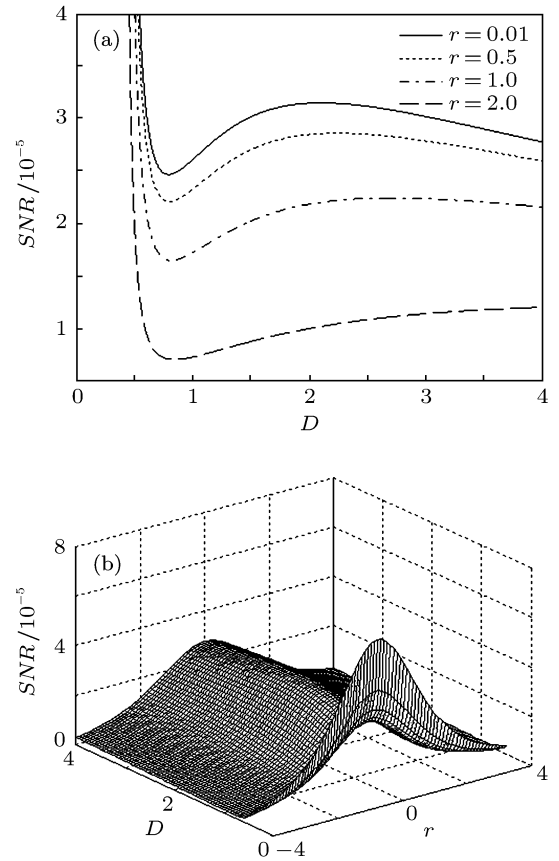 4
(a)
r = 0.01
r = 0.5
3
r = 1.0
r = 2.0
SNR/10⁻⁵
2
1
0 1 2 3 4
D
8
(b)
SNR/10⁻⁵
4
0
4
2
D
0 −4
0
r
4